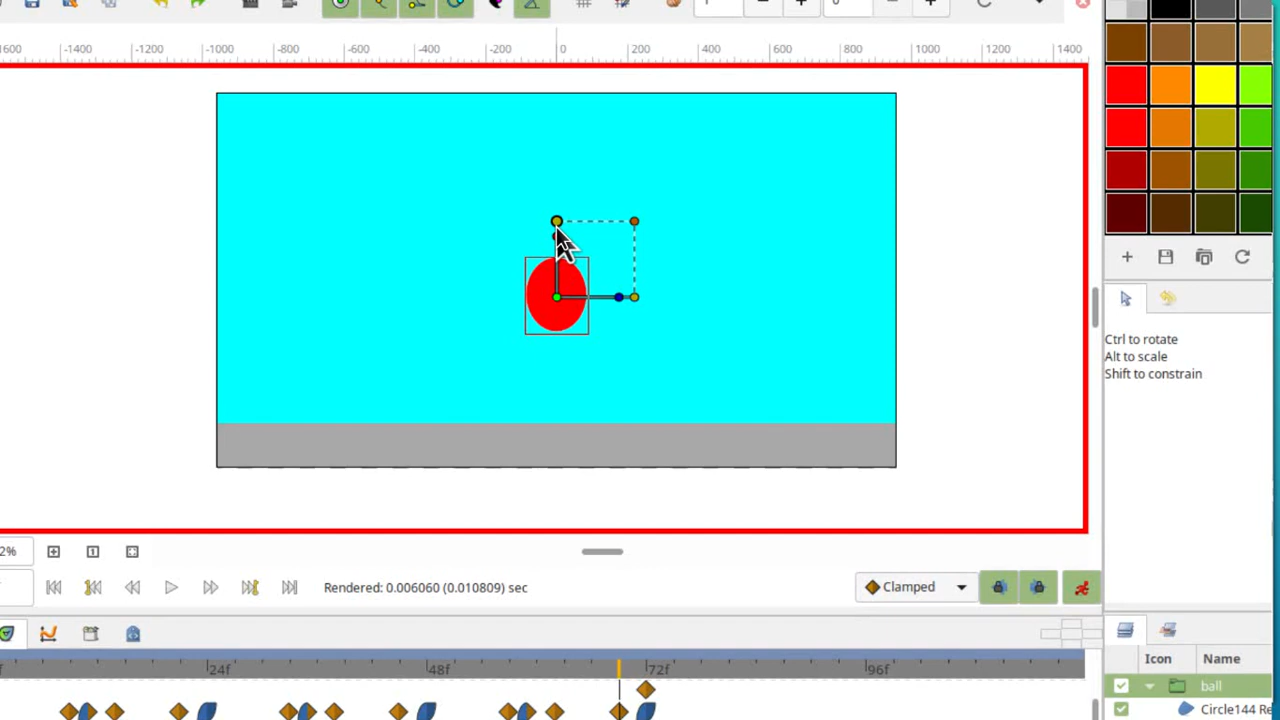 1600 -1400 -1200 -1000 -800 -600 -400 -200 0 200 400 600 800 1000 1200 1400
Ctrl to rotate
Alt to scale
Shift to constrain
2%
Rendered: 0.006060 (0.010809) sec
Clamped
f 24f 48f 72f 96f
Icon Name
ball
Circle144 Re